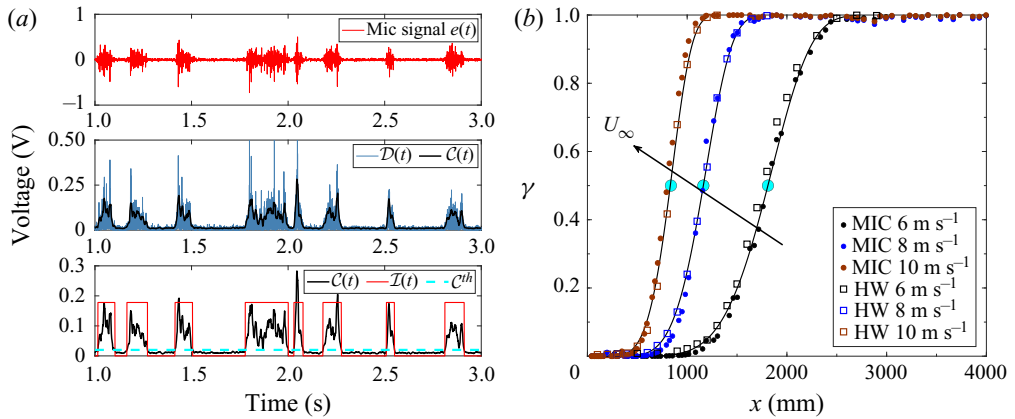 (a)
1
0
–1
Mic signal e(t)
1.0 1.5 2.0 2.5 3.0
Voltage (V)
0.50
0.25
0
𝒟(t) 𝒞(t)
1.0 1.5 2.0 2.5 3.0
0.3
0.2
0.1
0
𝒞(t) ℐ(t) 𝒞^th
1.0 1.5 2.0 2.5 3.0
Time (s)
(b)
1.0
0.8
0.6
0.4
0.2
0
γ
U∞
MIC 6 m s⁻¹
MIC 8 m s⁻¹
MIC 10 m s⁻¹
HW 6 m s⁻¹
HW 8 m s⁻¹
HW 10 m s⁻¹
1000 2000 3000 4000
x (mm)